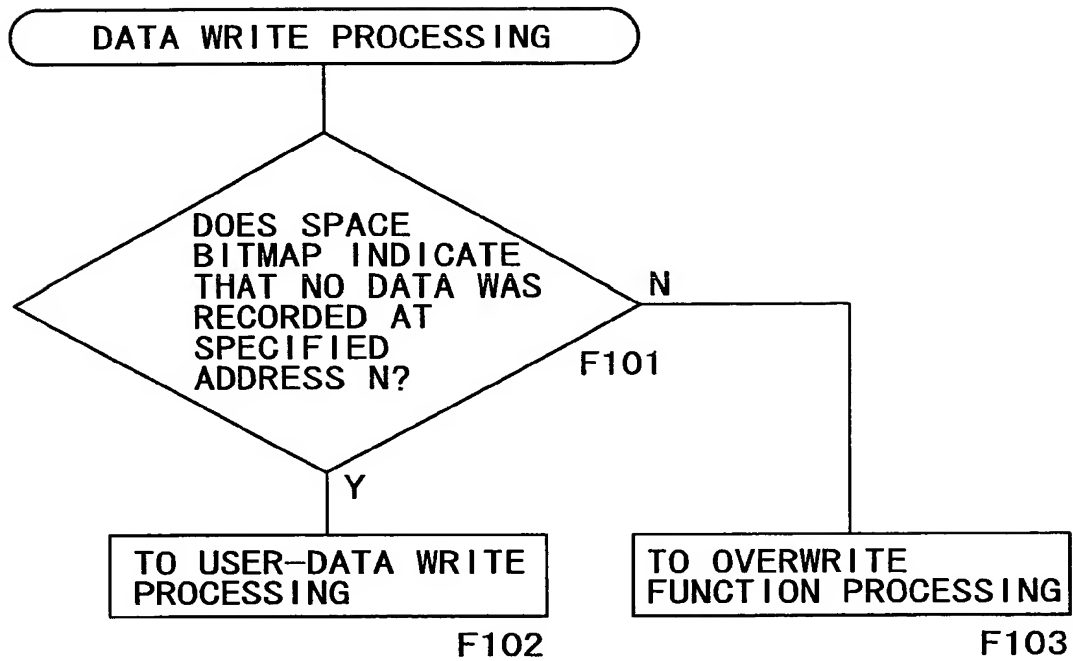 DATA WRITE PROCESSING
DOES SPACE
BITMAP INDICATE
THAT NO DATA WAS
RECORDED AT
SPECIFIED
ADDRESS N?
N
F101
Y
TO USER-DATA WRITE
PROCESSING
F102
TO OVERWRITE
FUNCTION PROCESSING
F103